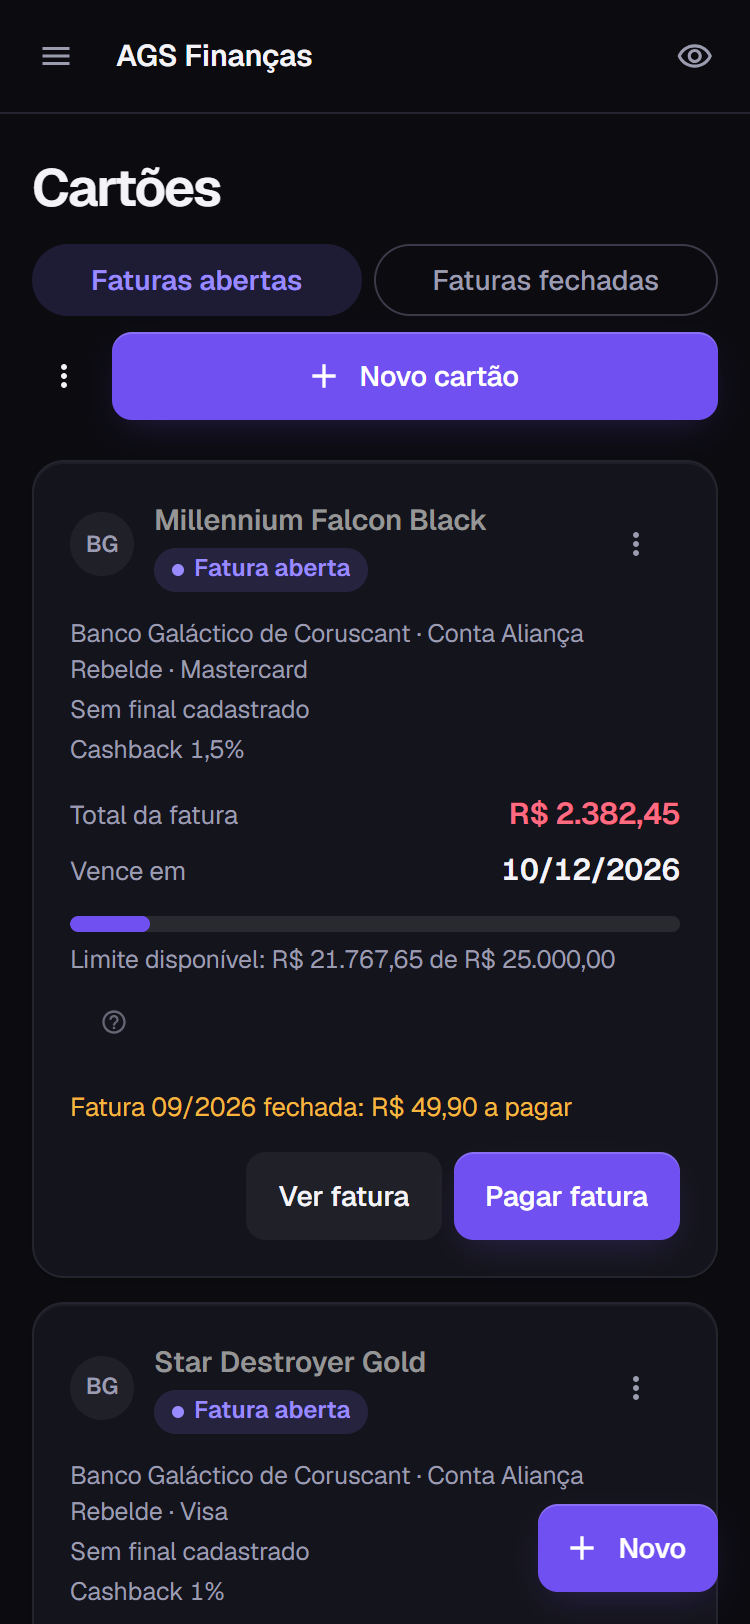 AGS Finanças
Cartões
Faturas abertas
Faturas fechadas
Novo cartão
BG
Millennium Falcon Black
Fatura aberta
Banco Galáctico de Coruscant · Conta Aliança
Rebelde · Mastercard
Sem final cadastrado
Cashback 1,5%
Total da fatura R$ 2.382,45
Vence em 10/12/2026
Limite disponível: R$ 21.767,65 de R$ 25.000,00
Fatura 09/2026 fechada: R$ 49,90 a pagar
Ver fatura
Pagar fatura
BG
Star Destroyer Gold
Fatura aberta
Banco Galáctico de Coruscant · Conta Aliança
Rebelde · Visa
Sem final cadastrado
Cashback 1%
Novo